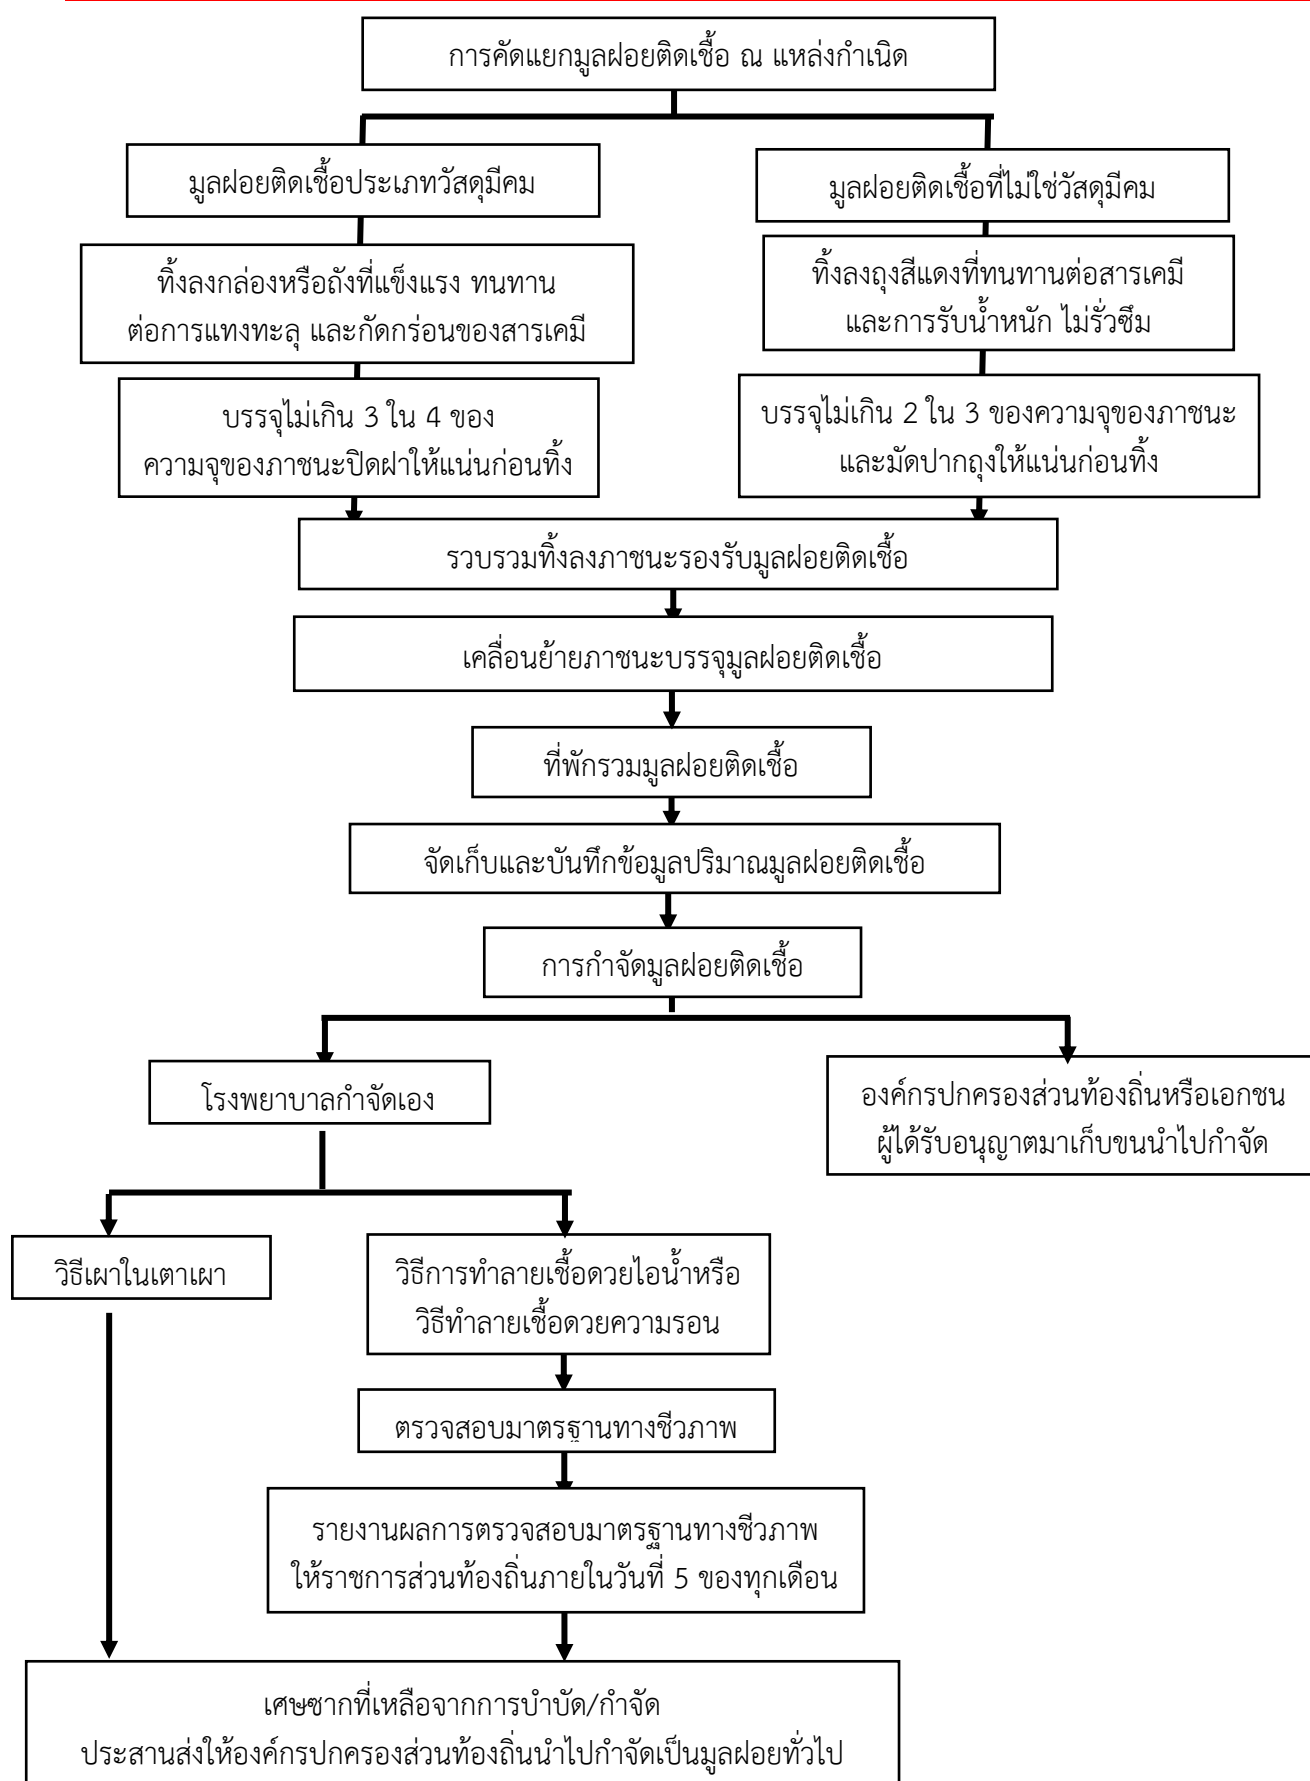 การคัดแยกมูลฝอยติดเชื้อ ณ แหล่งกำเนิด
มูลฝอยติดเชื้อประเภทวัสดุมีคม
มูลฝอยติดเชื้อที่ไม่ใช่วัสดุมีคม
ทิ้งลงกล่องหรือถังที่แข็งแรง ทนทาน
ต่อการแทงทะลุ และกัดกร่อนของสารเคมี
ทิ้งลงถุงสีแดงที่ทนทานต่อสารเคมี
และการรับน้ำหนัก ไม่รั่วซึม
บรรจุไม่เกิน 3 ใน 4 ของ
ความจุของภาชนะปิดฝาให้แน่นก่อนทิ้ง
บรรจุไม่เกิน 2 ใน 3 ของความจุของภาชนะ
และมัดปากถุงให้แน่นก่อนทิ้ง
รวบรวมทิ้งลงภาชนะรองรับมูลฝอยติดเชื้อ
เคลื่อนย้ายภาชนะบรรจุมูลฝอยติดเชื้อ
ที่พักรวมมูลฝอยติดเชื้อ
จัดเก็บและบันทึกข้อมูลปริมาณมูลฝอยติดเชื้อ
การกำจัดมูลฝอยติดเชื้อ
โรงพยาบาลกำจัดเอง
องค์กรปกครองส่วนท้องถิ่นหรือเอกชน
ผู้ได้รับอนุญาตมาเก็บขนนำไปกำจัด
วิธีเผาในเตาเผา
วิธีการทำลายเชื้อดวยไอน้ำหรือ
วิธีทำลายเชื้อดวยความรอน
ตรวจสอบมาตรฐานทางชีวภาพ
รายงานผลการตรวจสอบมาตรฐานทางชีวภาพ
ให้ราชการส่วนท้องถิ่นภายในวันที่ 5 ของทุกเดือน
เศษซากที่เหลือจากการบำบัด/กำจัด
ประสานส่งให้องค์กรปกครองส่วนท้องถิ่นนำไปกำจัดเป็นมูลฝอยทั่วไป